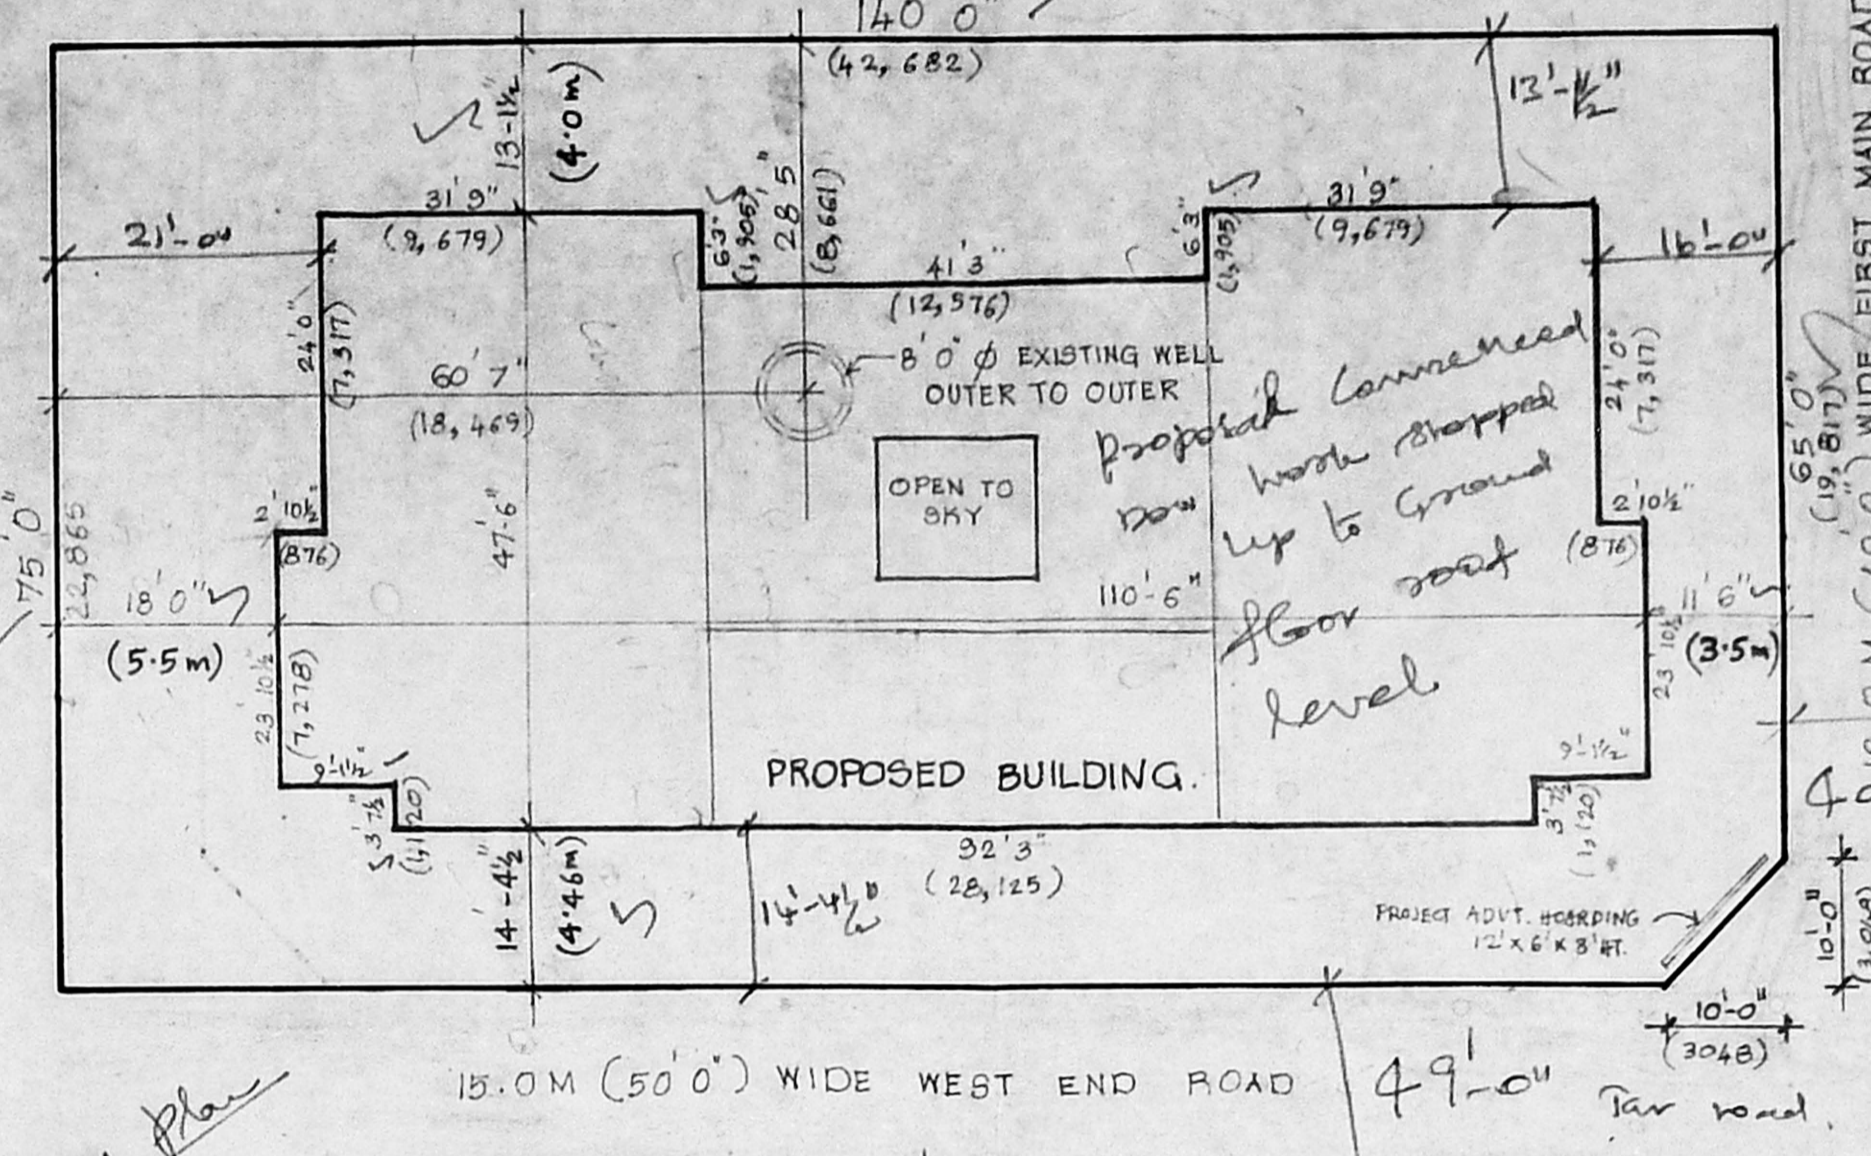 140'0"
(42,682)
13-1½"
(4.0m)
28'5"
(8,661)
13'-1½"
31'9"
(9,679)
6'3"
(1,905)
6'3"
(1,905)
31'9"
(9,679)
21'-0"
16'-0"
41'3"
(12,576)
24'0"
(7,317)
60'7"
(18,469)
8'0" φ EXISTING WELL
OUTER TO OUTER
24'0"
(7,317)
OPEN TO
SKY
Commenced
work stopped
up to Ground
floor roof
level
75'0"
22,865
65'0"
(19,817)
WIDE FIRST MAIN ROAD
2'10½"
(876)
47'-6"
2'10½"
(876)
18'0"
(5.5m)
110'-6"
11'6"
(3.5m)
23'10½"
(7,278)
23'10½"
9'-1½"
3'7½"
(1,120)
PROPOSED BUILDING.
9'-1½"
3'7½"
(1,120)
92'3"
(28,125)
14'-4½"
(4.46m)
14'-4½"
PROJECT ADVT. HOARDING
12'x6'x8'HT.
10'-0"
10'-0"
(3048)
15.0M (50'0") WIDE WEST END ROAD
49'-0"
Tar road.
plan